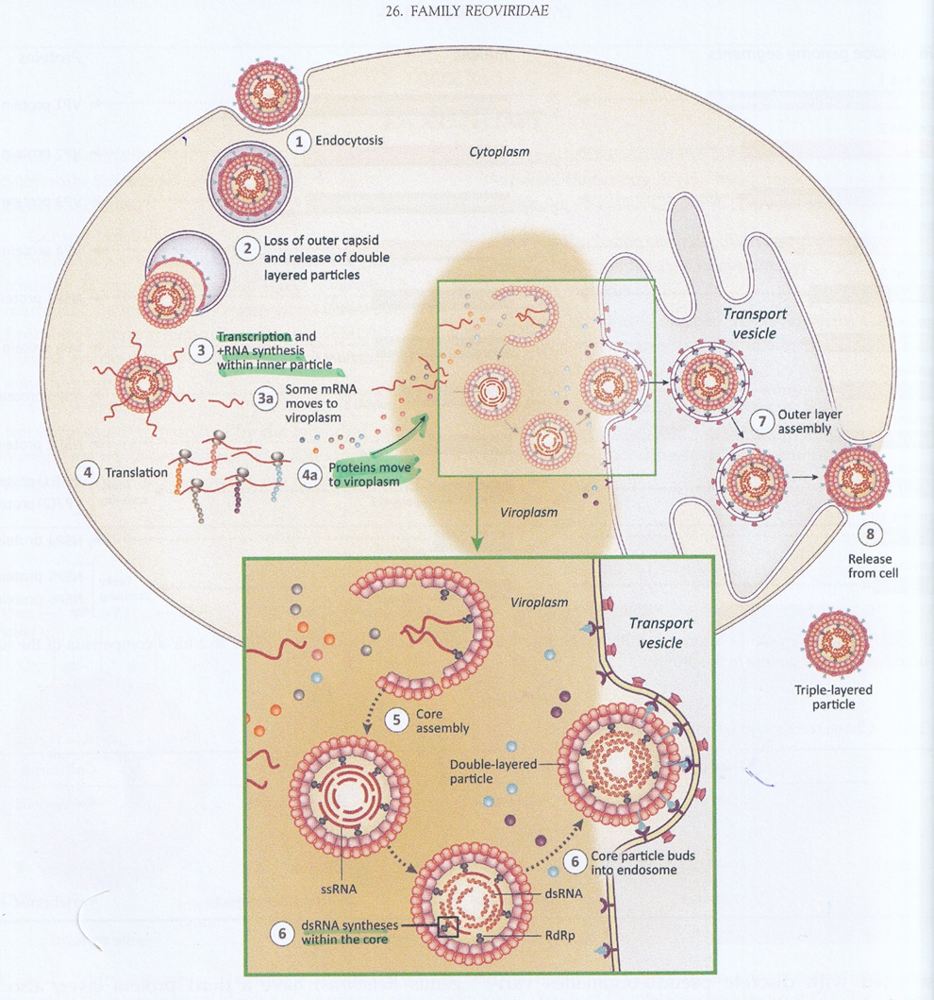 26. FAMILY REOVIRIDAE
1 Endocytosis
Cytoplasm
2 Loss of outer capsid
and release of double
layered particles
3 Transcription and
+RNA synthesis
within inner particle
3a Some mRNA
moves to
viroplasm
4 Translation
4a Proteins move
to viroplasm
Viroplasm
Transport
vesicle
7 Outer layer
assembly
8
Release
from cell
Triple-layered
particle
Viroplasm
Transport
vesicle
5 Core
assembly
Double-layered
particle
ssRNA
6 Core particle buds
into endosome
dsRNA
6 dsRNA syntheses
within the core
RdRp